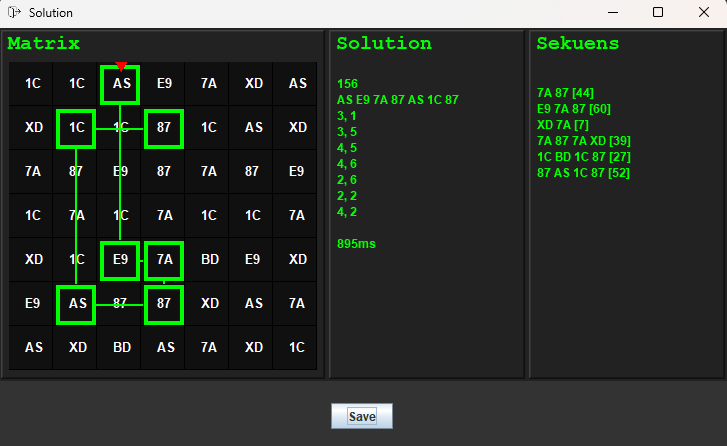 Solution
Matrix
1C 1C AS E9 7A XD AS
XD 1C 1C 87 1C AS XD
7A 87 E9 87 7A 87 E9
1C 7A 1C 7A 1C 1C 7A
XD 1C E9 7A BD E9 XD
E9 AS 87 87 XD AS 7A
AS XD BD AS 7A XD 1C
Solution
156
AS E9 7A 87 AS 1C 87
3, 1
3, 5
4, 5
4, 6
2, 6
2, 2
4, 2
895ms
Sekuens
7A 87 [44]
E9 7A 87 [60]
XD 7A [7]
7A 87 7A XD [39]
1C BD 1C 87 [27]
87 AS 1C 87 [52]
Save